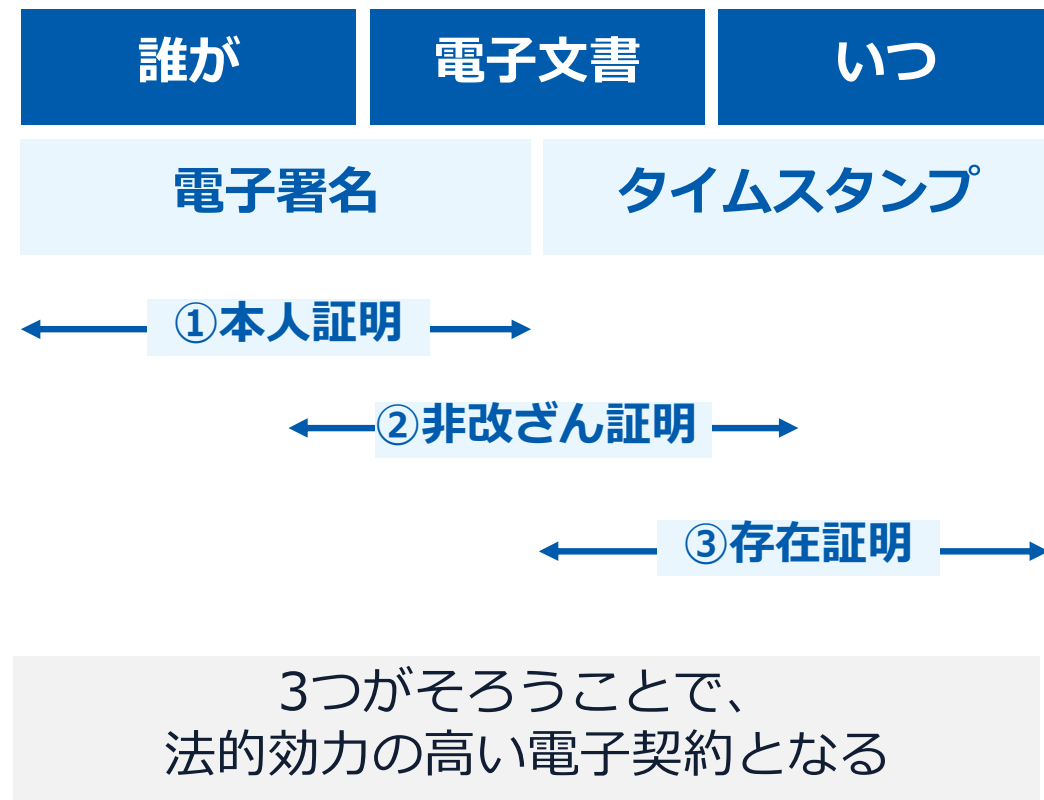 誰が
電子文書
いつ
電子署名
タイムスタンプ
①本人証明
②非改ざん証明
③存在証明
3つがそろうことで、
法的効力の高い電子契約となる